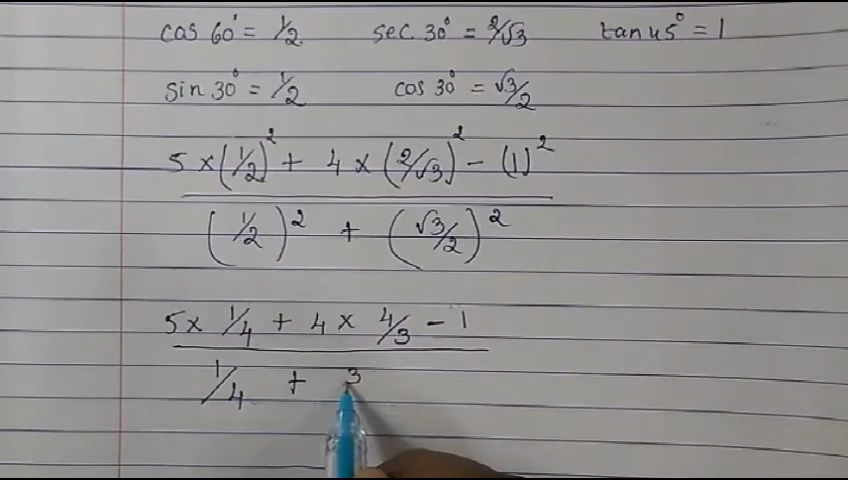 cos 60° = 1/2 sec 30° = 2/√3 tan 45° = 1
sin 30° = 1/2 cos 30° = √3/2
5 × (1/2)² + 4 × (2/√3)² - (1)²
(1/2)² + (√3/2)²
5 × 1/4 + 4 × 4/3 - 1
1/4 + 3